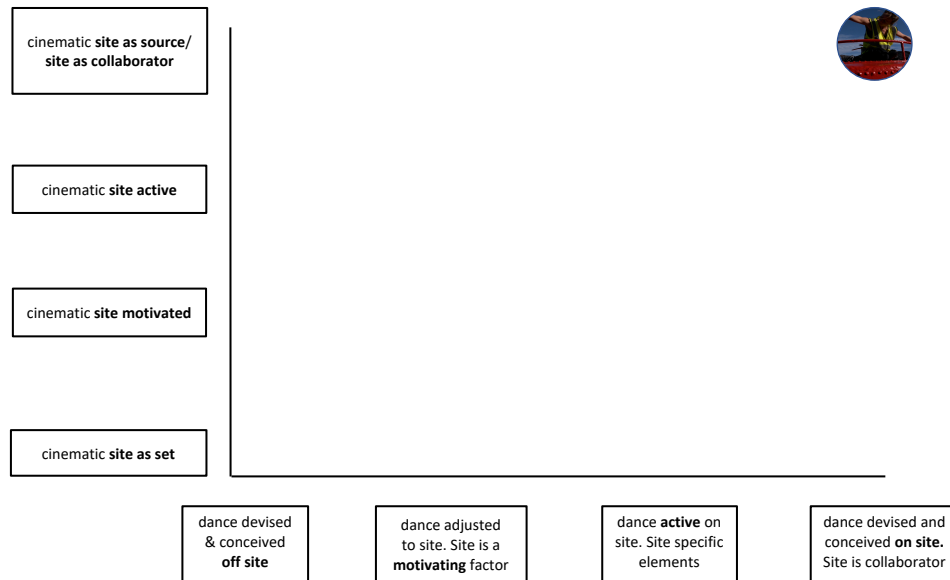 cinematic site as source/
site as collaborator
cinematic site active
cinematic site motivated
cinematic site as set
dance devised
& conceived
off site
dance adjusted
to site. Site is a
motivating factor
dance active on
site. Site specific
elements
dance devised and
conceived on site.
Site is collaborator